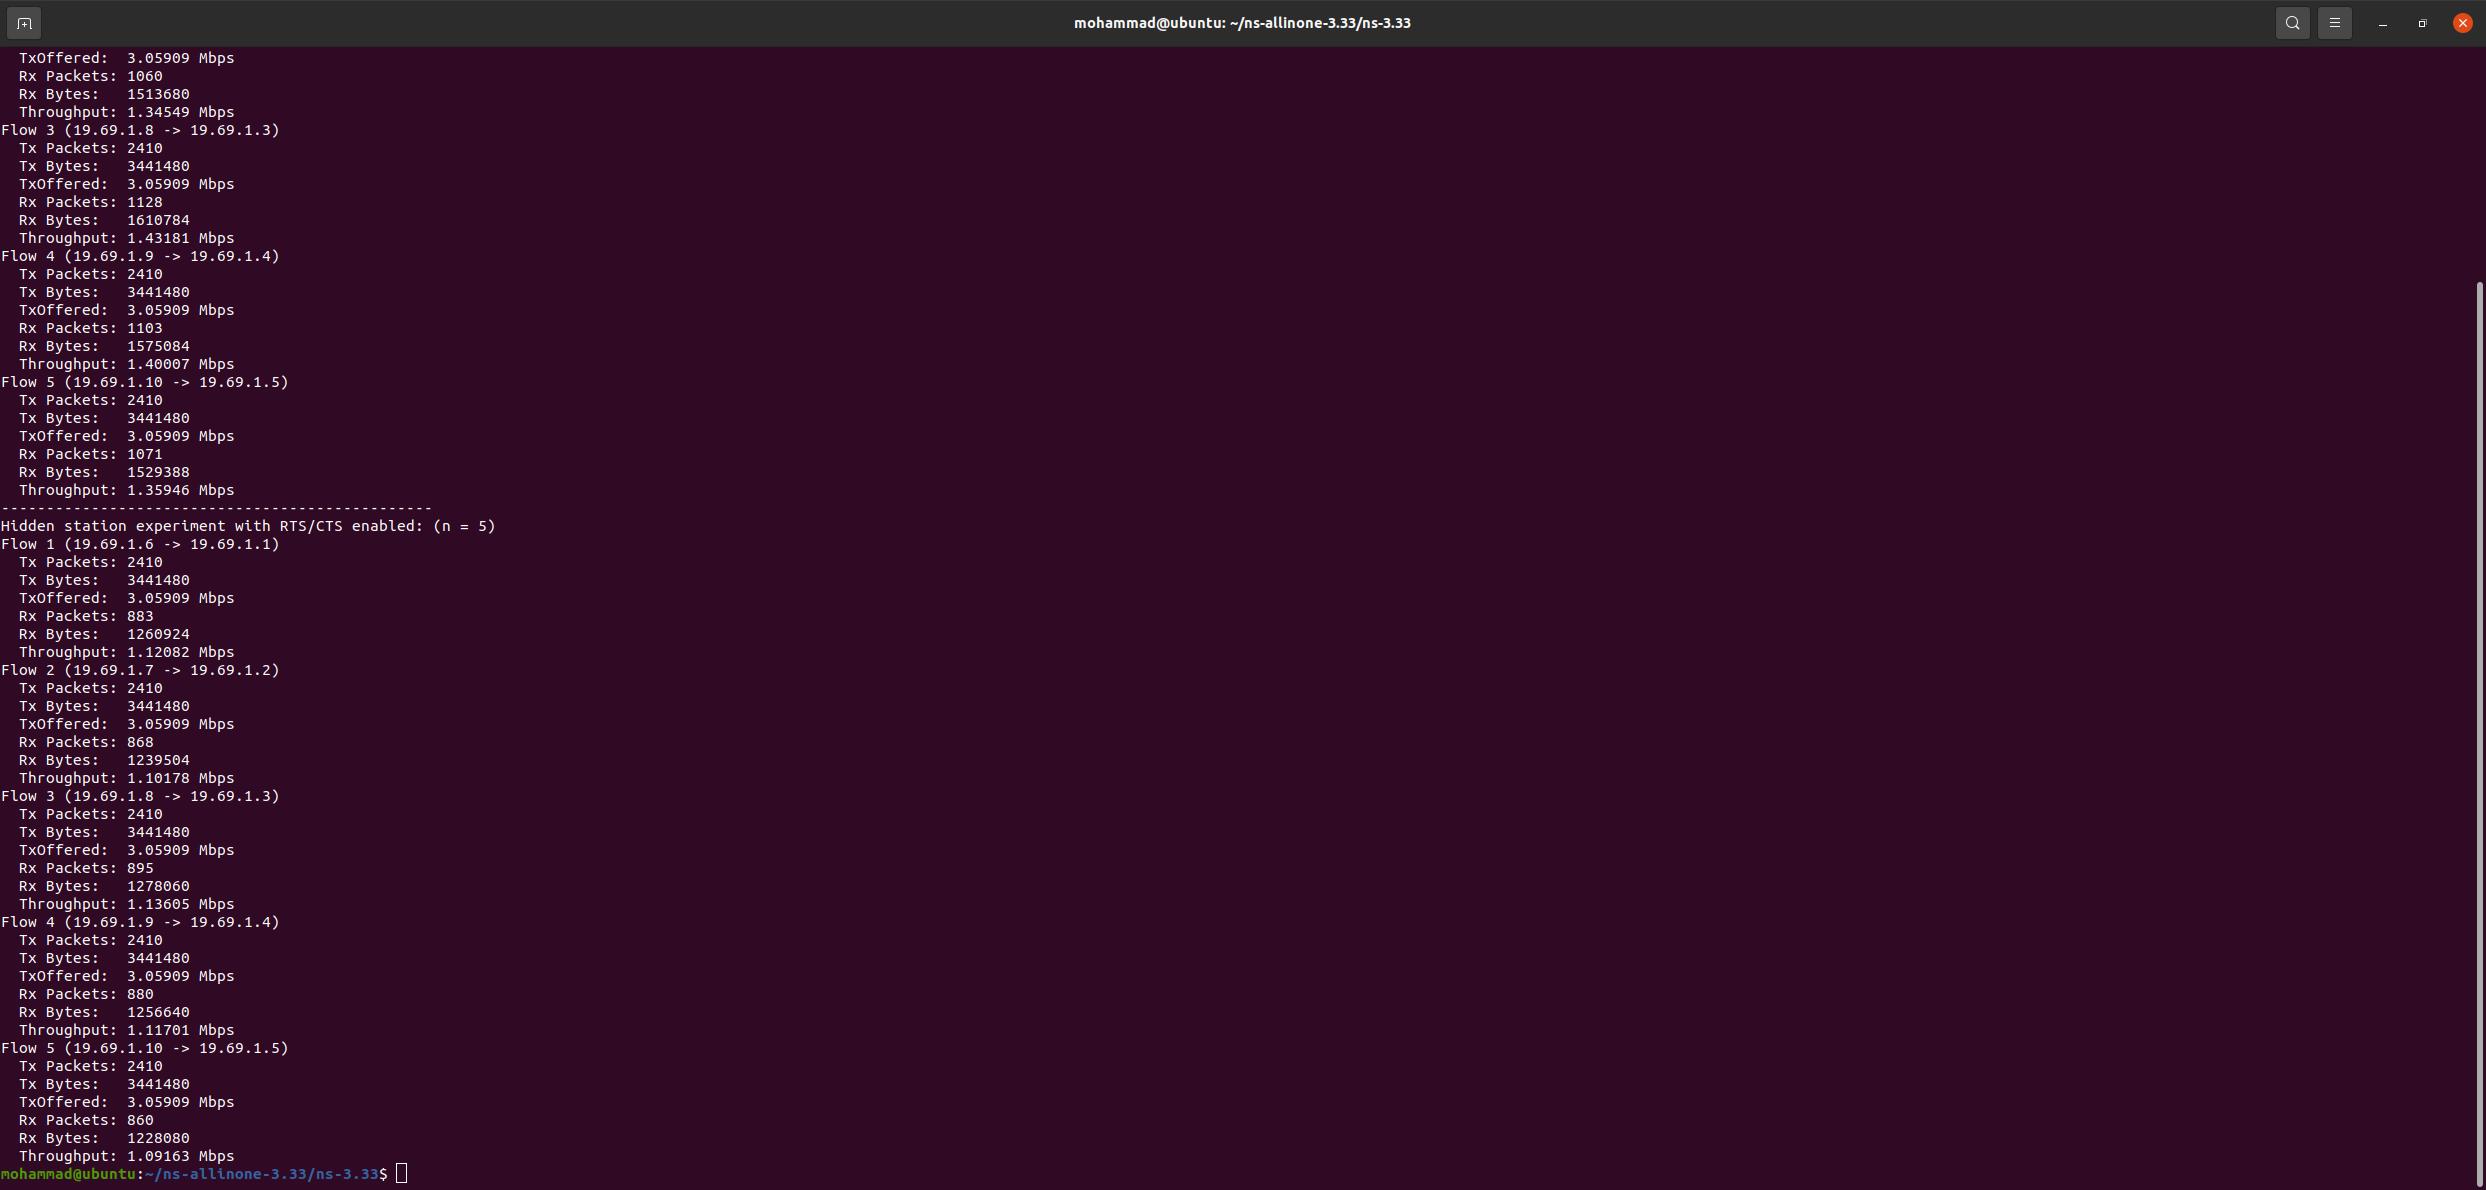 mohammad@ubuntu: ~/ns-allinone-3.33/ns-3.33
  TxOffered:  3.05909 Mbps
  Rx Packets: 1060
  Rx Bytes:   1513680
  Throughput: 1.34549 Mbps
Flow 3 (19.69.1.8 -> 19.69.1.3)
  Tx Packets: 2410
  Tx Bytes:   3441480
  TxOffered:  3.05909 Mbps
  Rx Packets: 1128
  Rx Bytes:   1610784
  Throughput: 1.43181 Mbps
Flow 4 (19.69.1.9 -> 19.69.1.4)
  Tx Packets: 2410
  Tx Bytes:   3441480
  TxOffered:  3.05909 Mbps
  Rx Packets: 1103
  Rx Bytes:   1575084
  Throughput: 1.40007 Mbps
Flow 5 (19.69.1.10 -> 19.69.1.5)
  Tx Packets: 2410
  Tx Bytes:   3441480
  TxOffered:  3.05909 Mbps
  Rx Packets: 1071
  Rx Bytes:   1529388
  Throughput: 1.35946 Mbps
------------------------------------------------
Hidden station experiment with RTS/CTS enabled: (n = 5)
Flow 1 (19.69.1.6 -> 19.69.1.1)
  Tx Packets: 2410
  Tx Bytes:   3441480
  TxOffered:  3.05909 Mbps
  Rx Packets: 883
  Rx Bytes:   1260924
  Throughput: 1.12082 Mbps
Flow 2 (19.69.1.7 -> 19.69.1.2)
  Tx Packets: 2410
  Tx Bytes:   3441480
  TxOffered:  3.05909 Mbps
  Rx Packets: 868
  Rx Bytes:   1239504
  Throughput: 1.10178 Mbps
Flow 3 (19.69.1.8 -> 19.69.1.3)
  Tx Packets: 2410
  Tx Bytes:   3441480
  TxOffered:  3.05909 Mbps
  Rx Packets: 895
  Rx Bytes:   1278060
  Throughput: 1.13605 Mbps
Flow 4 (19.69.1.9 -> 19.69.1.4)
  Tx Packets: 2410
  Tx Bytes:   3441480
  TxOffered:  3.05909 Mbps
  Rx Packets: 880
  Rx Bytes:   1256640
  Throughput: 1.11701 Mbps
Flow 5 (19.69.1.10 -> 19.69.1.5)
  Tx Packets: 2410
  Tx Bytes:   3441480
  TxOffered:  3.05909 Mbps
  Rx Packets: 860
  Rx Bytes:   1228080
  Throughput: 1.09163 Mbps
mohammad@ubuntu:~/ns-allinone-3.33/ns-3.33$